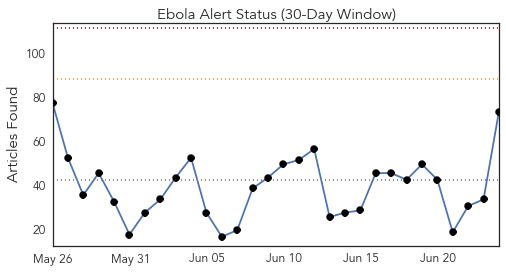 Ebola Alert Status (30-Day Window)
Articles Found
100
80
60
40
20
May 26
May 31
Jun 05
Jun 10
Jun 15
Jun 20